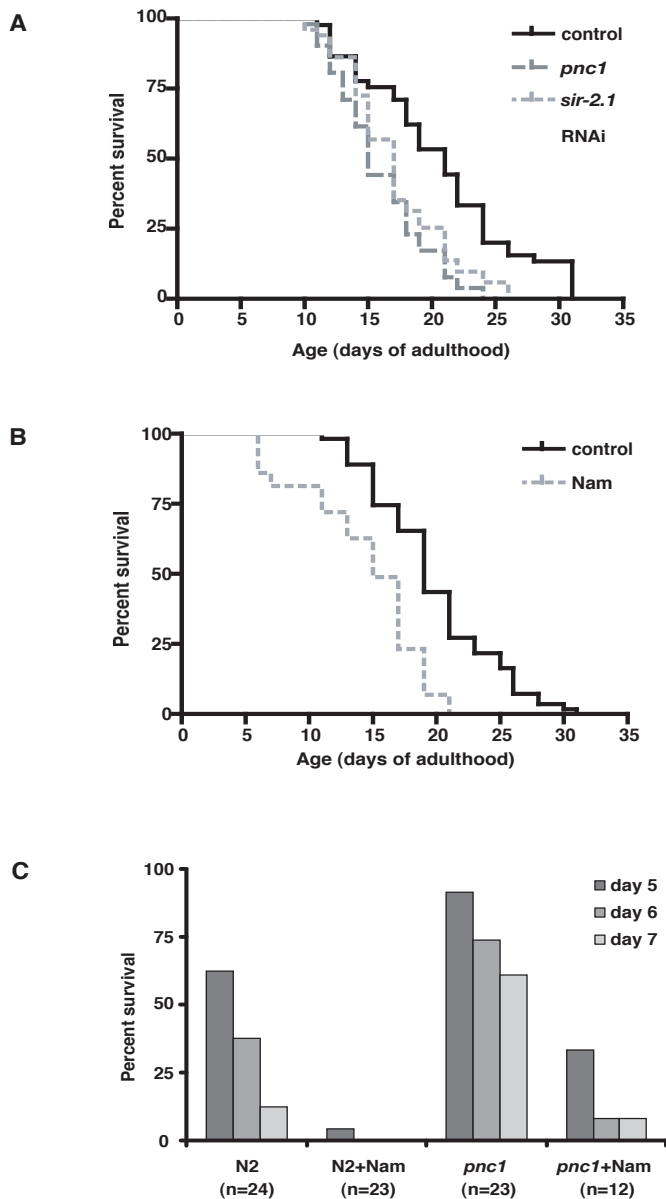 A
100
75
50
25
0
Percent survival
0 5 10 15 20 25 30 35
Age (days of adulthood)
control
pnc1
sir-2.1
RNAi
B
100
75
50
25
0
Percent survival
0 5 10 15 20 25 30 35
Age (days of adulthood)
control
Nam
C
100
75
50
25
0
Percent survival
day 5
day 6
day 7
N2 N2+Nam pnc1 pnc1+Nam
(n=24) (n=23) (n=23) (n=12)